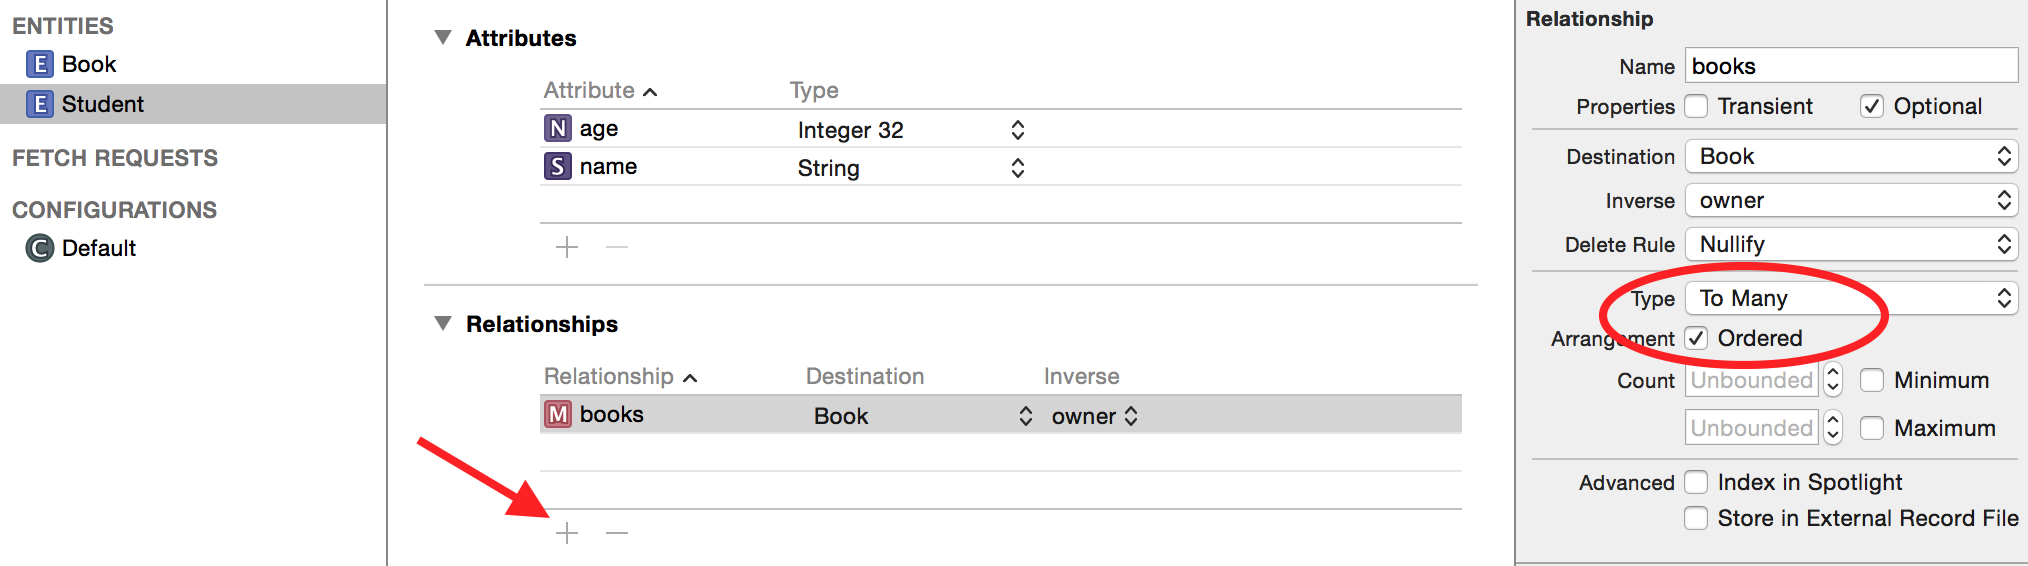 ENTITIES
E Book
E Student
FETCH REQUESTS
CONFIGURATIONS
C Default
Attributes
Attribute Type
N age Integer 32
S name String
Relationships
Relationship Destination Inverse
M books Book owner
Relationship
Name books
Properties Transient Optional
Destination Book
Inverse owner
Delete Rule Nullify
Type To Many
Arrangement Ordered
Count Unbounded Minimum
Unbounded Maximum
Advanced Index in Spotlight
Store in External Record File